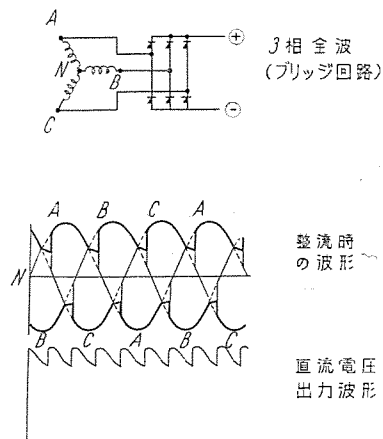 A
N
B
C
⊕
⊖
3相全波
(ブリッジ回路)
A B C A
N
B C A B C
整流時
の波形
直流電圧
出力波形